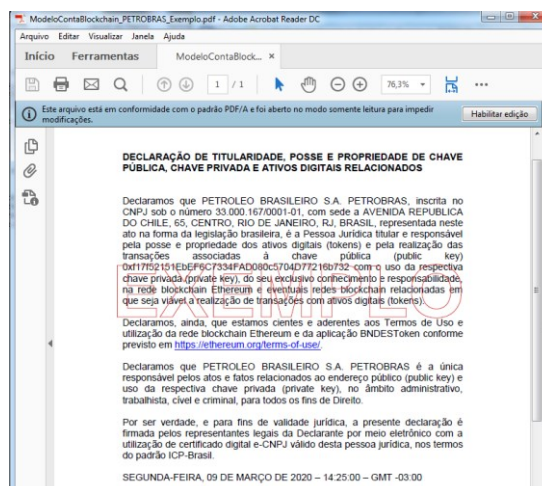 ModeloContaBlockchain_PETROBRAS_Exemplo.pdf - Adobe Acrobat Reader DC
Arquivo Editar Visualizar Janela Ajuda
Início Ferramentas ModeloContaBlock... ×
1 / 1 76,3%
Este arquivo está em conformidade com o padrão PDF/A e foi aberto no modo somente leitura para impedir
modificações.
Habilitar edição
DECLARAÇÃO DE TITULARIDADE, POSSE E PROPRIEDADE DE CHAVE
PÚBLICA, CHAVE PRIVADA E ATIVOS DIGITAIS RELACIONADOS
Declaramos que PETROLEO BRASILEIRO S.A. PETROBRAS, inscrita no
CNPJ sob o número 33.000.167/0001-01, com sede a AVENIDA REPUBLICA
DO CHILE, 65, CENTRO, RIO DE JANEIRO, RJ, BRASIL, representada neste
ato na forma da legislação brasileira, é a Pessoa Jurídica titular e responsável
pela posse e propriedade dos ativos digitais (tokens) e pela realização das
transações associadas à chave pública (public key)
0xf17f52151EbEF6C7334FAD080c5704D77216b732 com o uso da respectiva
chave privada (private key), do seu exclusivo conhecimento e responsabilidade,
na rede blockchain Ethereum e eventuais redes blockchain relacionadas em
que seja viável a realização de transações com ativos digitais (tokens).
EXEMPLO
Declaramos, ainda, que estamos cientes e aderentes aos Termos de Uso e
utilização da rede blockchain Ethereum e da aplicação BNDESToken conforme
previsto em https://ethereum.org/terms-of-use/.
Declaramos que PETROLEO BRASILEIRO S.A. PETROBRAS é a única
responsável pelos atos e fatos relacionados ao endereço público (public key) e
uso da respectiva chave privada (private key), no âmbito administrativo,
trabalhista, cível e criminal, para todos os fins de Direito.
Por ser verdade, e para fins de validade jurídica, a presente declaração é
firmada pelos representantes legais da Declarante por meio eletrônico com a
utilização de certificado digital e-CNPJ válido desta pessoa jurídica, nos termos
do padrão ICP-Brasil.
SEGUNDA-FEIRA, 09 DE MARÇO DE 2020 – 14:25:00 – GMT -03:00